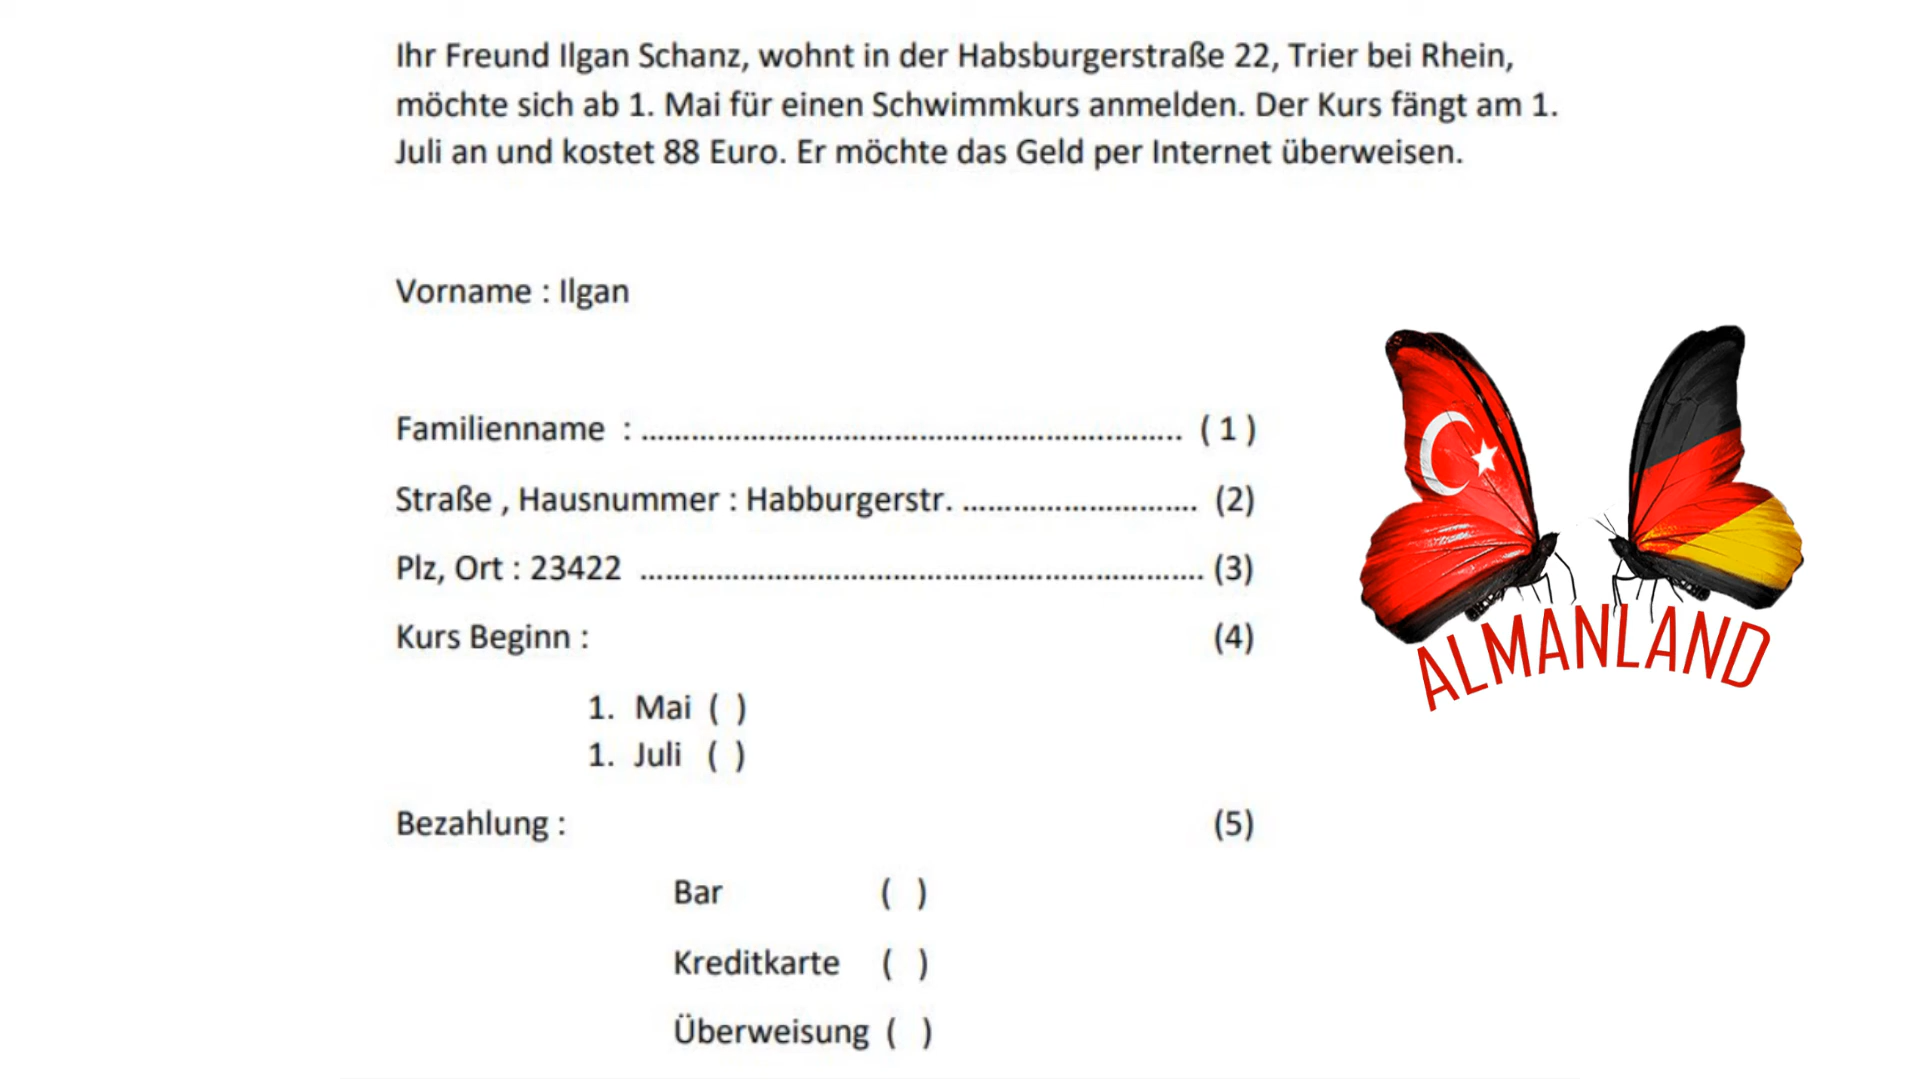 Ihr Freund Ilgan Schanz, wohnt in der Habsburgerstraße 22, Trier bei Rhein,
möchte sich ab 1. Mai für einen Schwimmkurs anmelden. Der Kurs fängt am 1.
Juli an und kostet 88 Euro. Er möchte das Geld per Internet überweisen.
Vorname : Ilgan
Familienname : ................................................................ ( 1 )
Straße , Hausnummer : Habburgerstr. ............................ (2)
Plz, Ort : 23422 ................................................................... (3)
Kurs Beginn : (4)
1. Mai ( )
1. Juli ( )
Bezahlung : (5)
Bar ( )
Kreditkarte ( )
Überweisung ( )
ALMANLAND